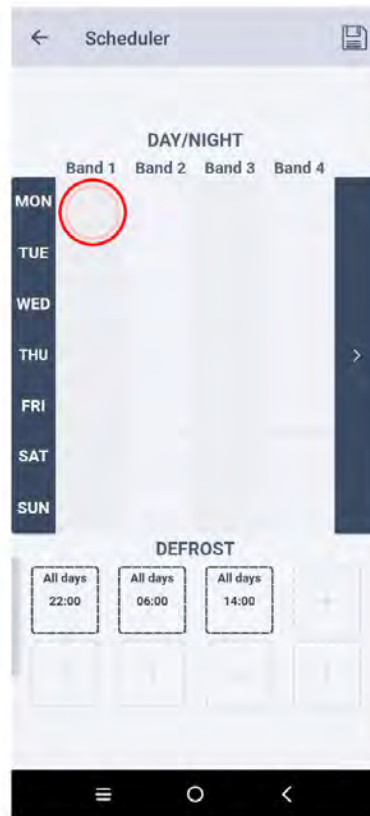 Scheduler
DAY/NIGHT
Band 1 Band 2 Band 3 Band 4
MON
TUE
WED
THU
FRI
SAT
SUN
DEFROST
All days All days All days
22:00 06:00 14:00